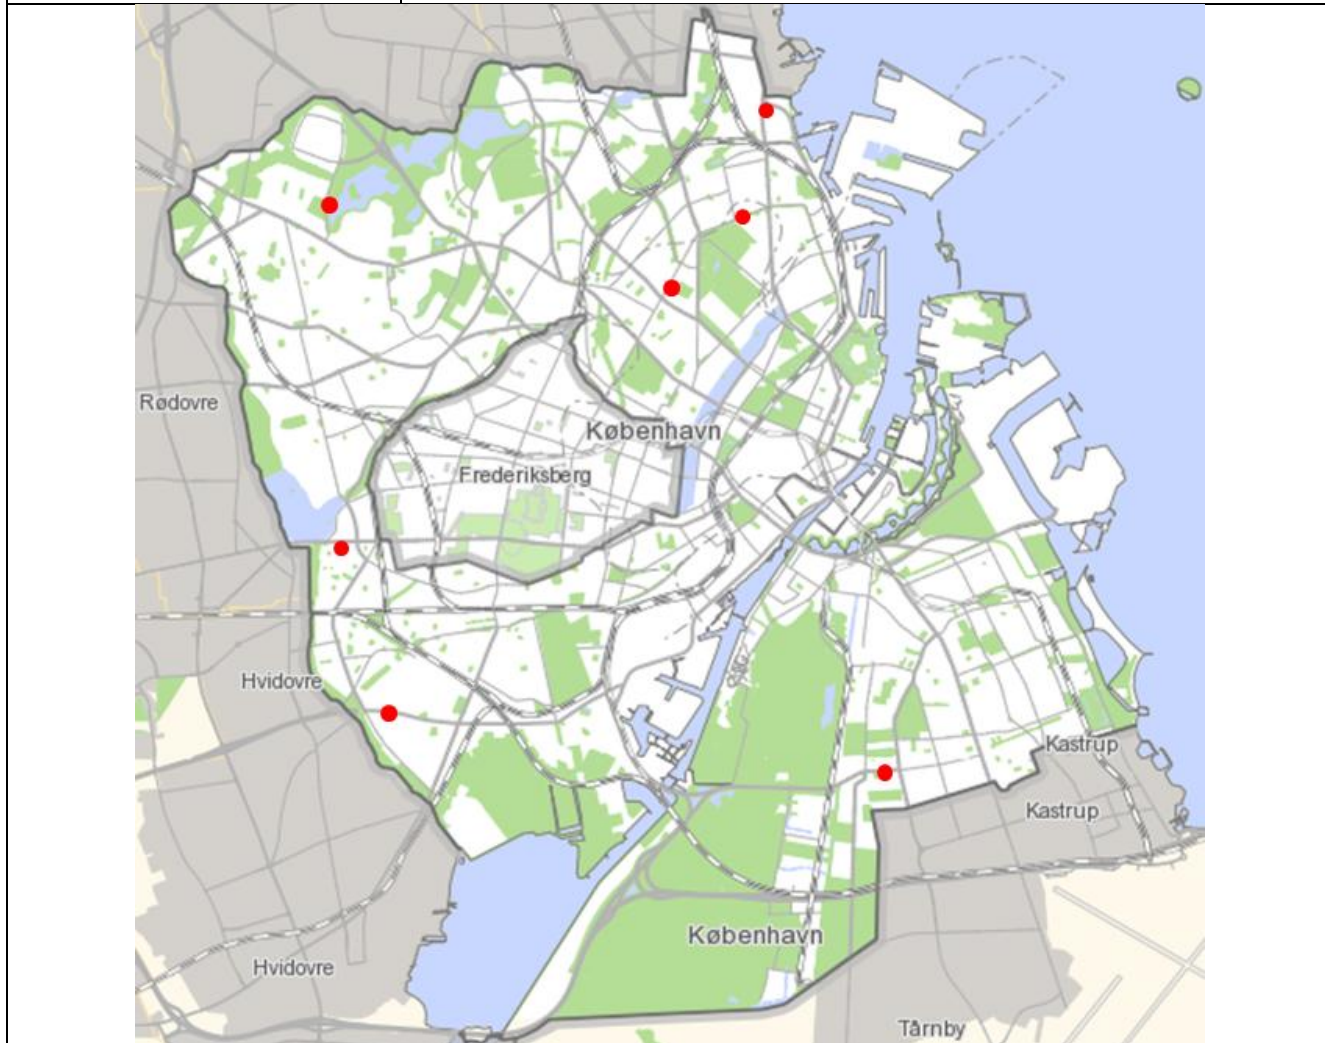 Rødovre
København
Frederiksberg
Hvidovre
Kastrup
Kastrup
København
Hvidovre
Tårnby